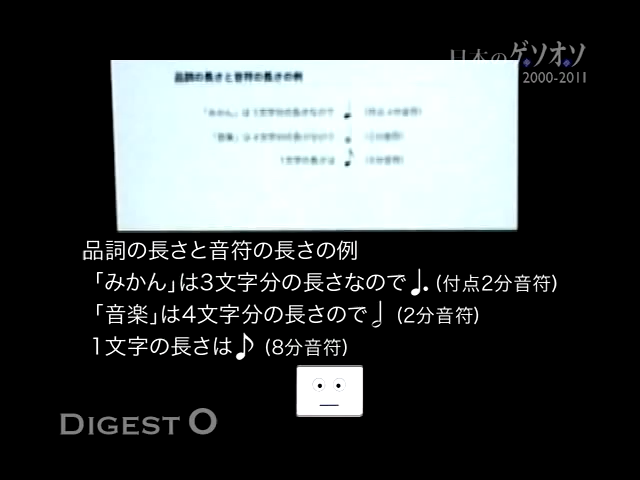 日本のゲソオソ
2000-2011
品詞の長さと音符の長さの例
品詞の長さと音符の長さの例
「みかん」は3文字分の長さなので♩. (付点2分音符)
「音楽」は4文字分の長さので𝅗𝅥 (2分音符)
1文字の長さは♪ (8分音符)
DIGEST O